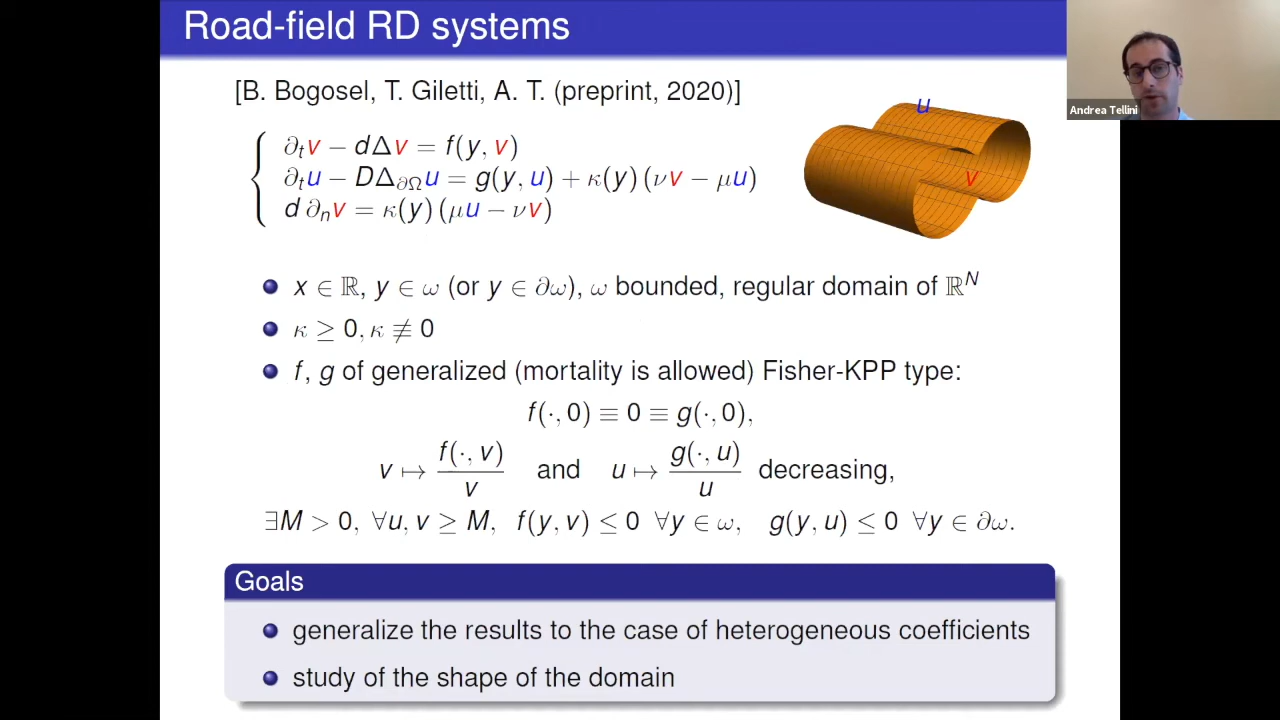 Road-field RD systems
[B. Bogosel, T. Giletti, A. T. (preprint, 2020)]
∂ₜv − dΔv = f(y, v)
∂ₜu − DΔ_∂Ω u = g(y, u) + κ(y)(νv − μu)
d ∂ₙv = κ(y)(μu − νv)
u
v
Andrea Tellini
x ∈ ℝ, y ∈ ω (or y ∈ ∂ω), ω bounded, regular domain of ℝᴺ
κ ≥ 0, κ ≢ 0
f, g of generalized (mortality is allowed) Fisher-KPP type:
f(·, 0) ≡ 0 ≡ g(·, 0),
v ↦ f(·, v)/v and u ↦ g(·, u)/u decreasing,
∃M > 0, ∀u, v ≥ M, f(y, v) ≤ 0 ∀y ∈ ω, g(y, u) ≤ 0 ∀y ∈ ∂ω.
Goals
generalize the results to the case of heterogeneous coefficients
study of the shape of the domain